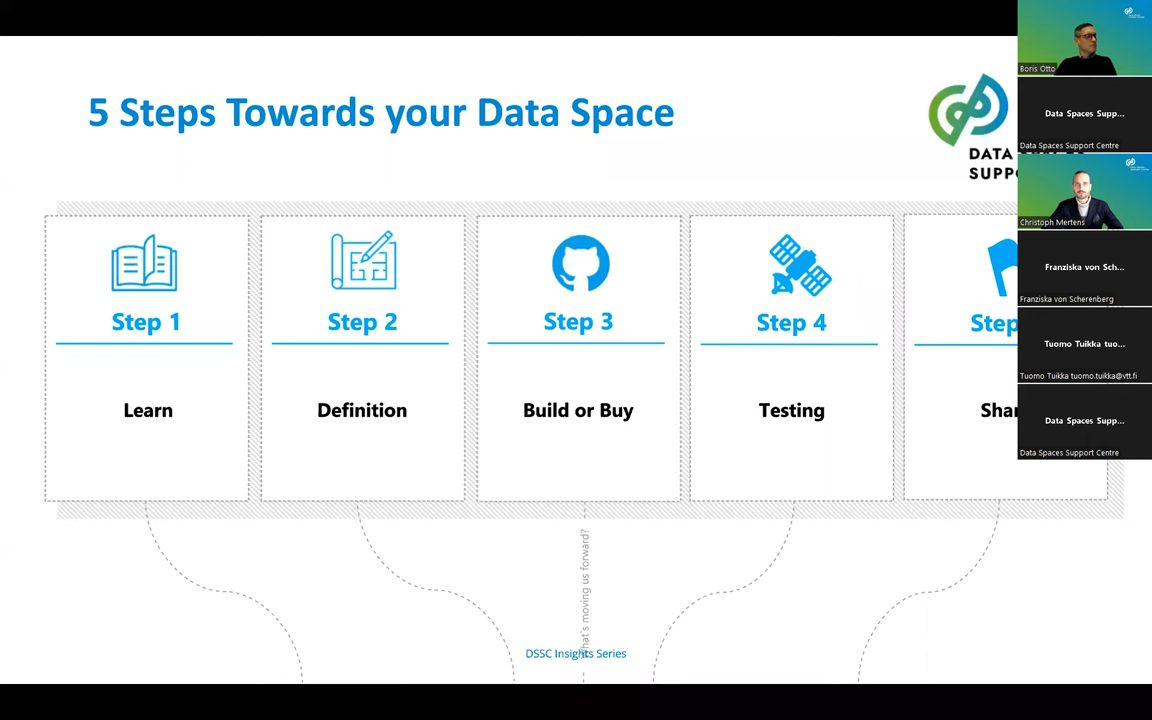 5 Steps Towards your Data Space
DATA
SUPPO
Step 1
Step 2
Step 3
Step 4
Step
Learn
Definition
Build or Buy
Testing
Shar
What's moving us forward?
DSSC Insights Series
Boris Otto
Data Spaces Supp...
Data Spaces Support Centre
Christoph Mertens
Franziska von Sch...
Franziska von Scherenberg
Tuomo Tuikka tuo...
Tuomo Tuikka tuomo.tuikka@vtt.fi
Data Spaces Supp...
Data Spaces Support Centre